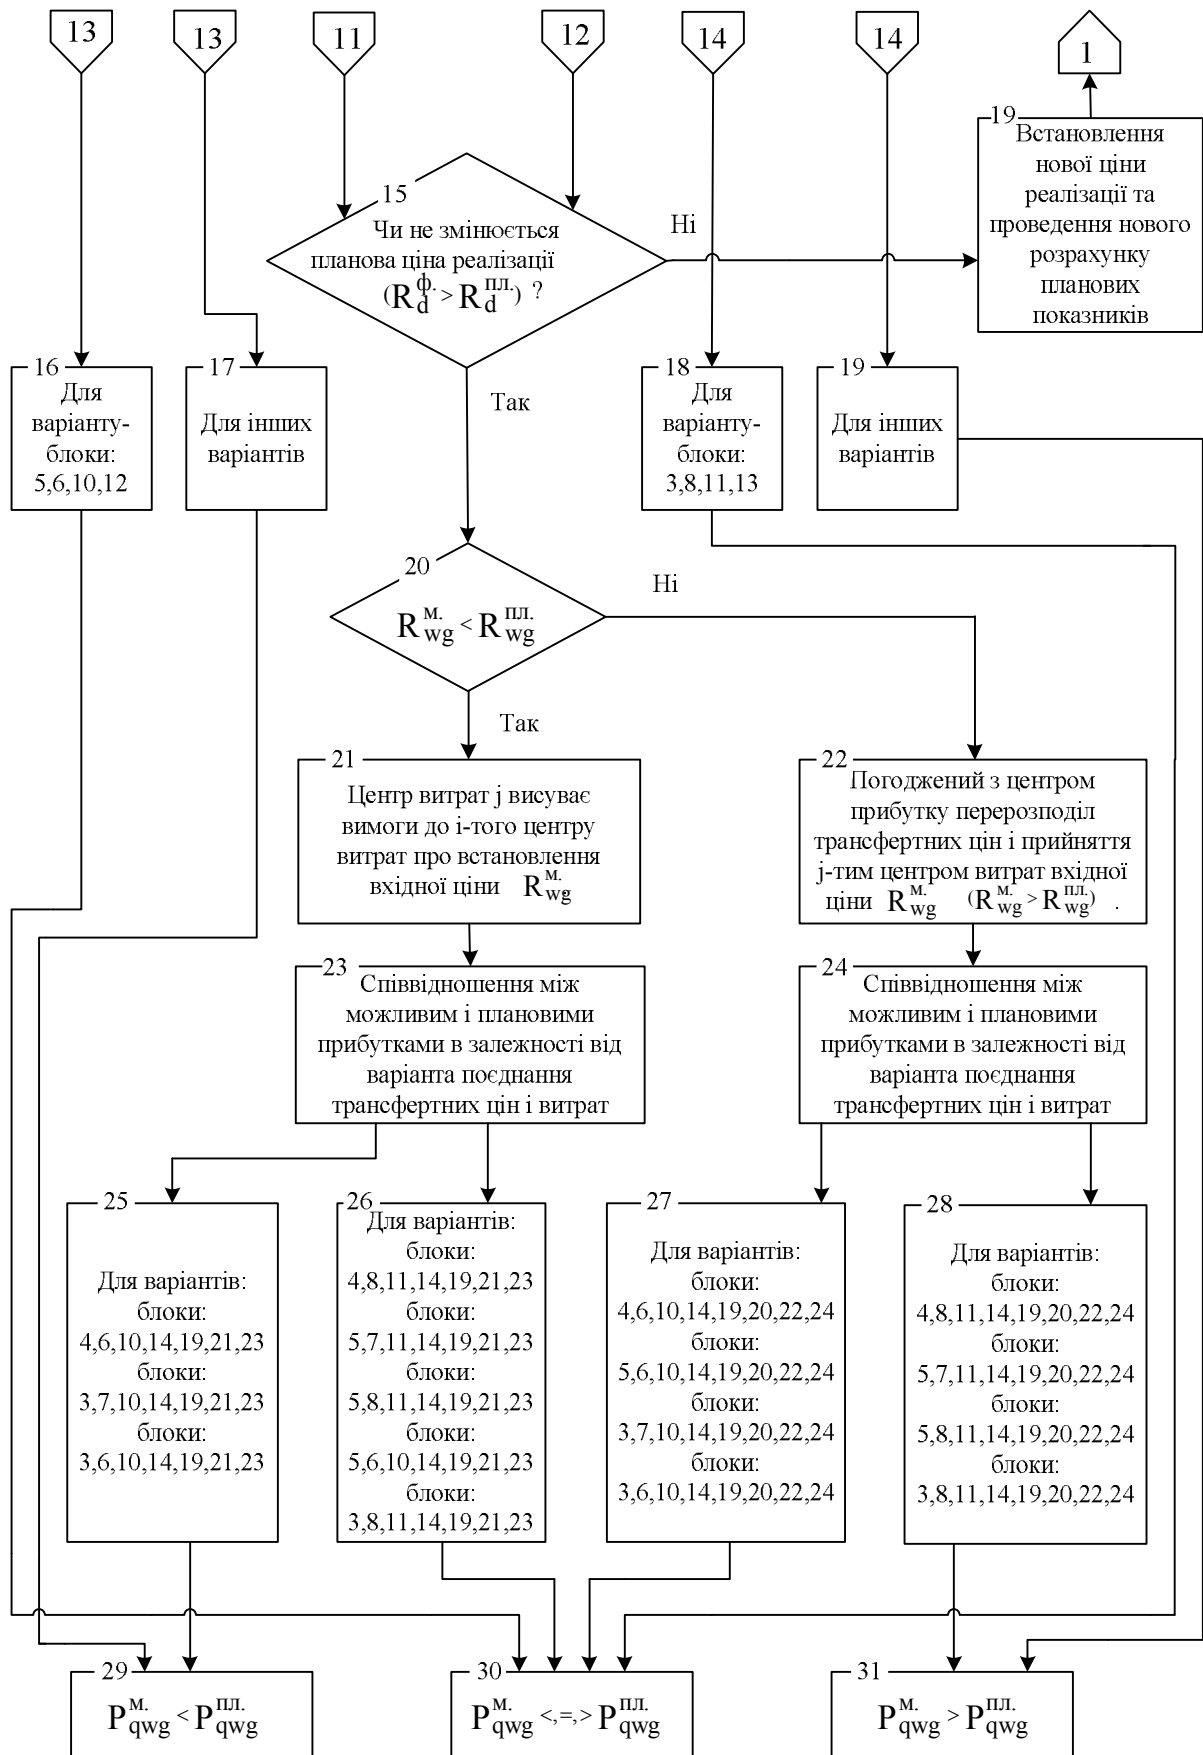 13
13
11
12
14
14
1
19
Встановлення
нової ціни
реалізації та
проведення нового
розрахунку
планових
показників
15
Чи не змінюється
планова ціна реалізації
(R_d^ф. > R_d^пл.) ?
Ні
Так
16
Для
варіанту-
блоки:
5,6,10,12
17
Для інших
варіантів
18
Для
варіанту-
блоки:
3,8,11,13
19
Для інших
варіантів
20
R_wg^м. < R_wg^пл.
Ні
Так
21
Центр витрат j висуває
вимоги до і-того центру
витрат про встановлення
вхідної ціни R_wg^м.
22
Погоджений з центром
прибутку перерозподіл
трансфертних цін і прийняття
j-тим центром витрат вхідної
ціни R_wg^м. (R_wg^м. > R_wg^пл.) .
23
Співвідношення між
можливим і плановими
прибутками в залежності від
варіанта поєднання
трансфертних цін і витрат
24
Співвідношення між
можливим і плановими
прибутками в залежності від
варіанта поєднання
трансфертних цін і витрат
25
Для варіантів:
блоки:
4,6,10,14,19,21,23
блоки:
3,7,10,14,19,21,23
блоки:
3,6,10,14,19,21,23
26
Для варіантів:
блоки:
4,8,11,14,19,21,23
блоки:
5,7,11,14,19,21,23
блоки:
5,8,11,14,19,21,23
блоки:
5,6,10,14,19,21,23
блоки:
3,8,11,14,19,21,23
27
Для варіантів:
блоки:
4,6,10,14,19,20,22,24
блоки:
5,6,10,14,19,20,22,24
блоки:
3,7,10,14,19,20,22,24
блоки:
3,6,10,14,19,20,22,24
28
Для варіантів:
блоки:
4,8,11,14,19,20,22,24
блоки:
5,7,11,14,19,20,22,24
блоки:
5,8,11,14,19,20,22,24
блоки:
3,8,11,14,19,20,22,24
29
P_qwg^м. < P_qwg^пл.
30
P_qwg^м. <,=,> P_qwg^пл.
31
P_qwg^м. > P_qwg^пл.